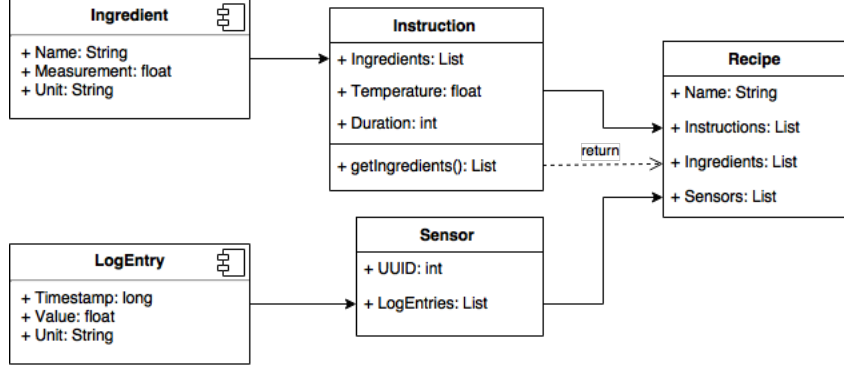 Ingredient
+ Name: String
+ Measurement: float
+ Unit: String
Instruction
+ Ingredients: List
+ Temperature: float
+ Duration: int
+ getIngredients(): List
return
Recipe
+ Name: String
+ Instructions: List
+ Ingredients: List
+ Sensors: List
LogEntry
+ Timestamp: long
+ Value: float
+ Unit: String
Sensor
+ UUID: int
+ LogEntries: List